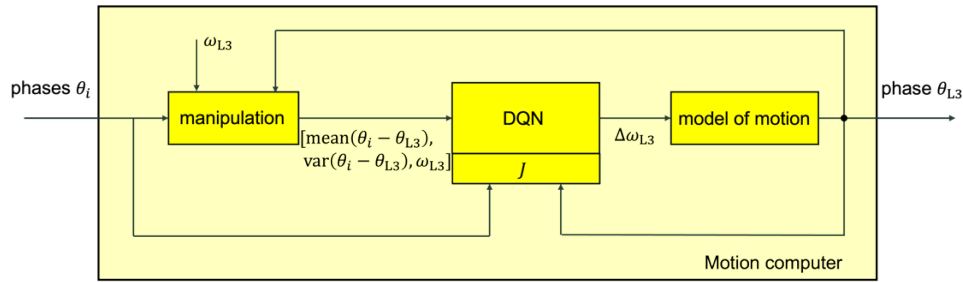 ω_L3
phases θ_i
phase θ_L3
manipulation
DQN
model of motion
[mean(θ_i − θ_L3),
var(θ_i − θ_L3), ω_L3]
Δω_L3
J
Motion computer